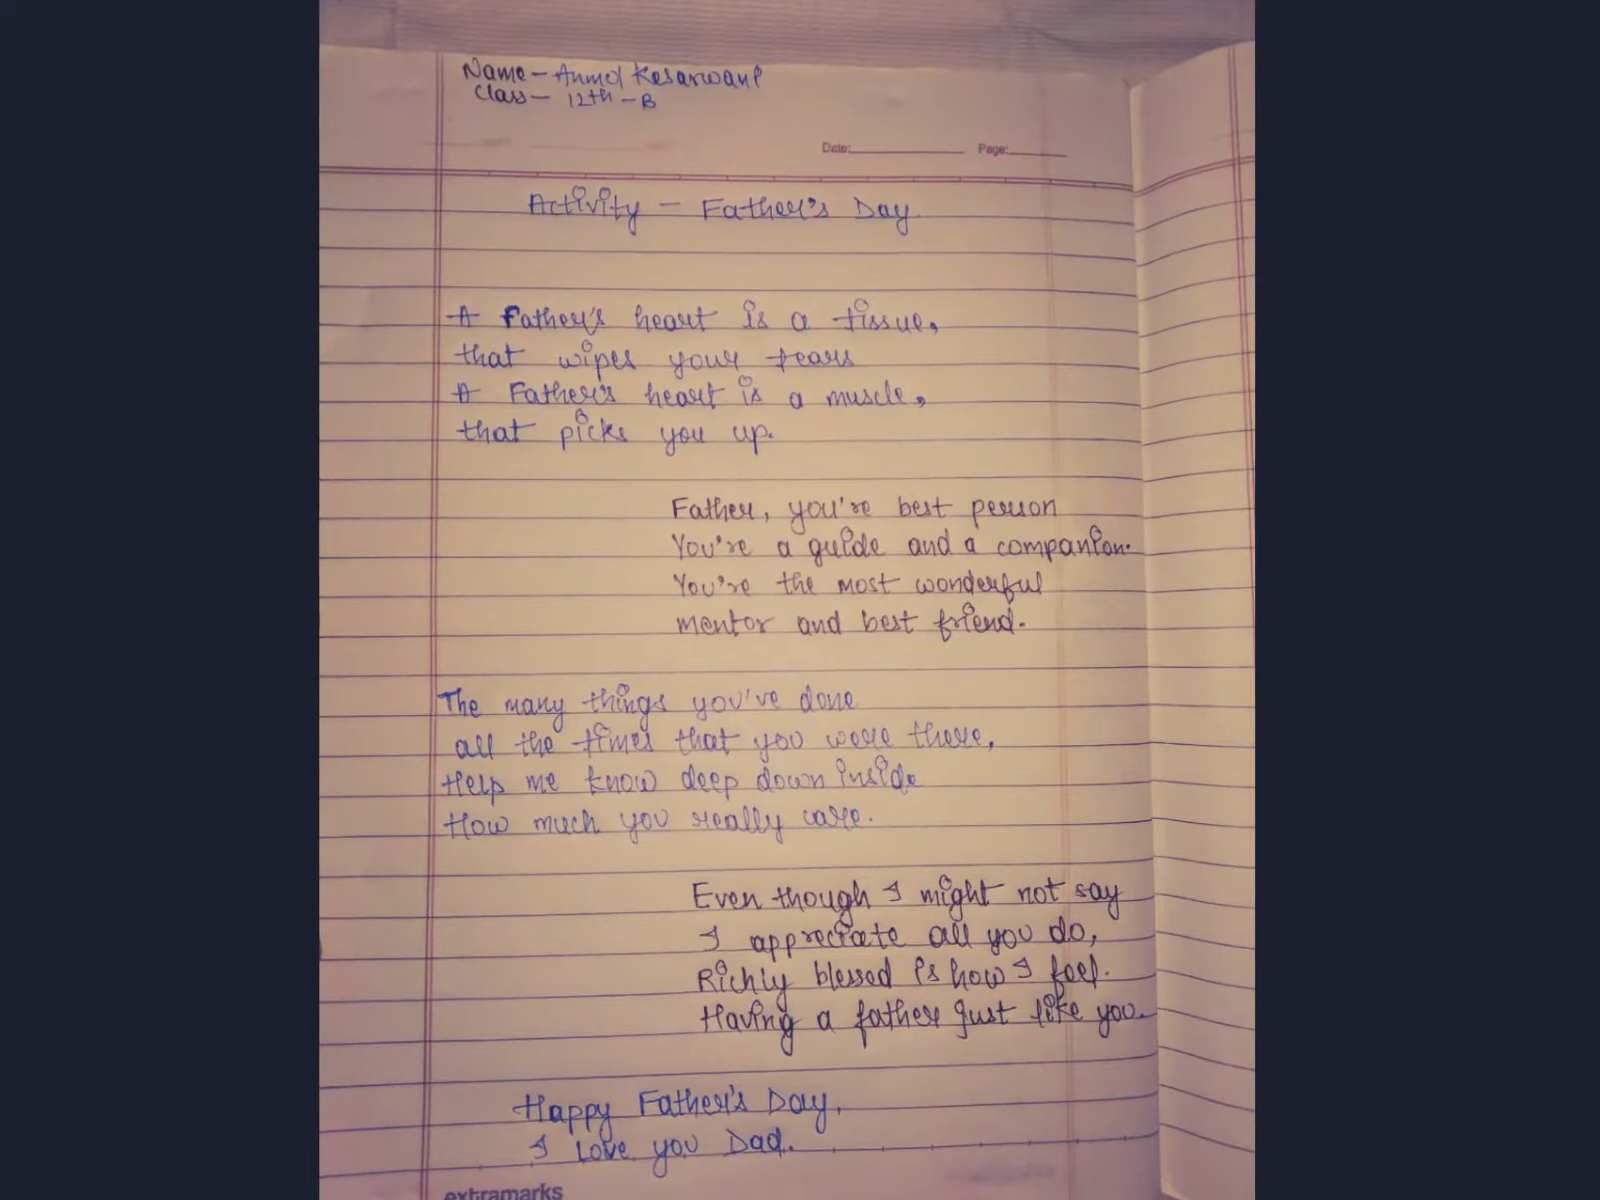 Name - Anmol Kesarwani
Class - 12th - B
Date: Page:
Activity - Father's Day
A Father's heart is a tissue,
that wipes your tears
A Father's heart is a muscle,
that picks you up.
Father, you're best person
You're a guide and a companion.
You're the most wonderful
mentor and best friend.
The many things you've done
all the times that you were there,
Help me know deep down inside
How much you really care.
Even though I might not say
I appreciate all you do,
Richly blessed is how I feel.
Having a father just like you.
Happy Father's Day,
I Love you Dad.
extramarks